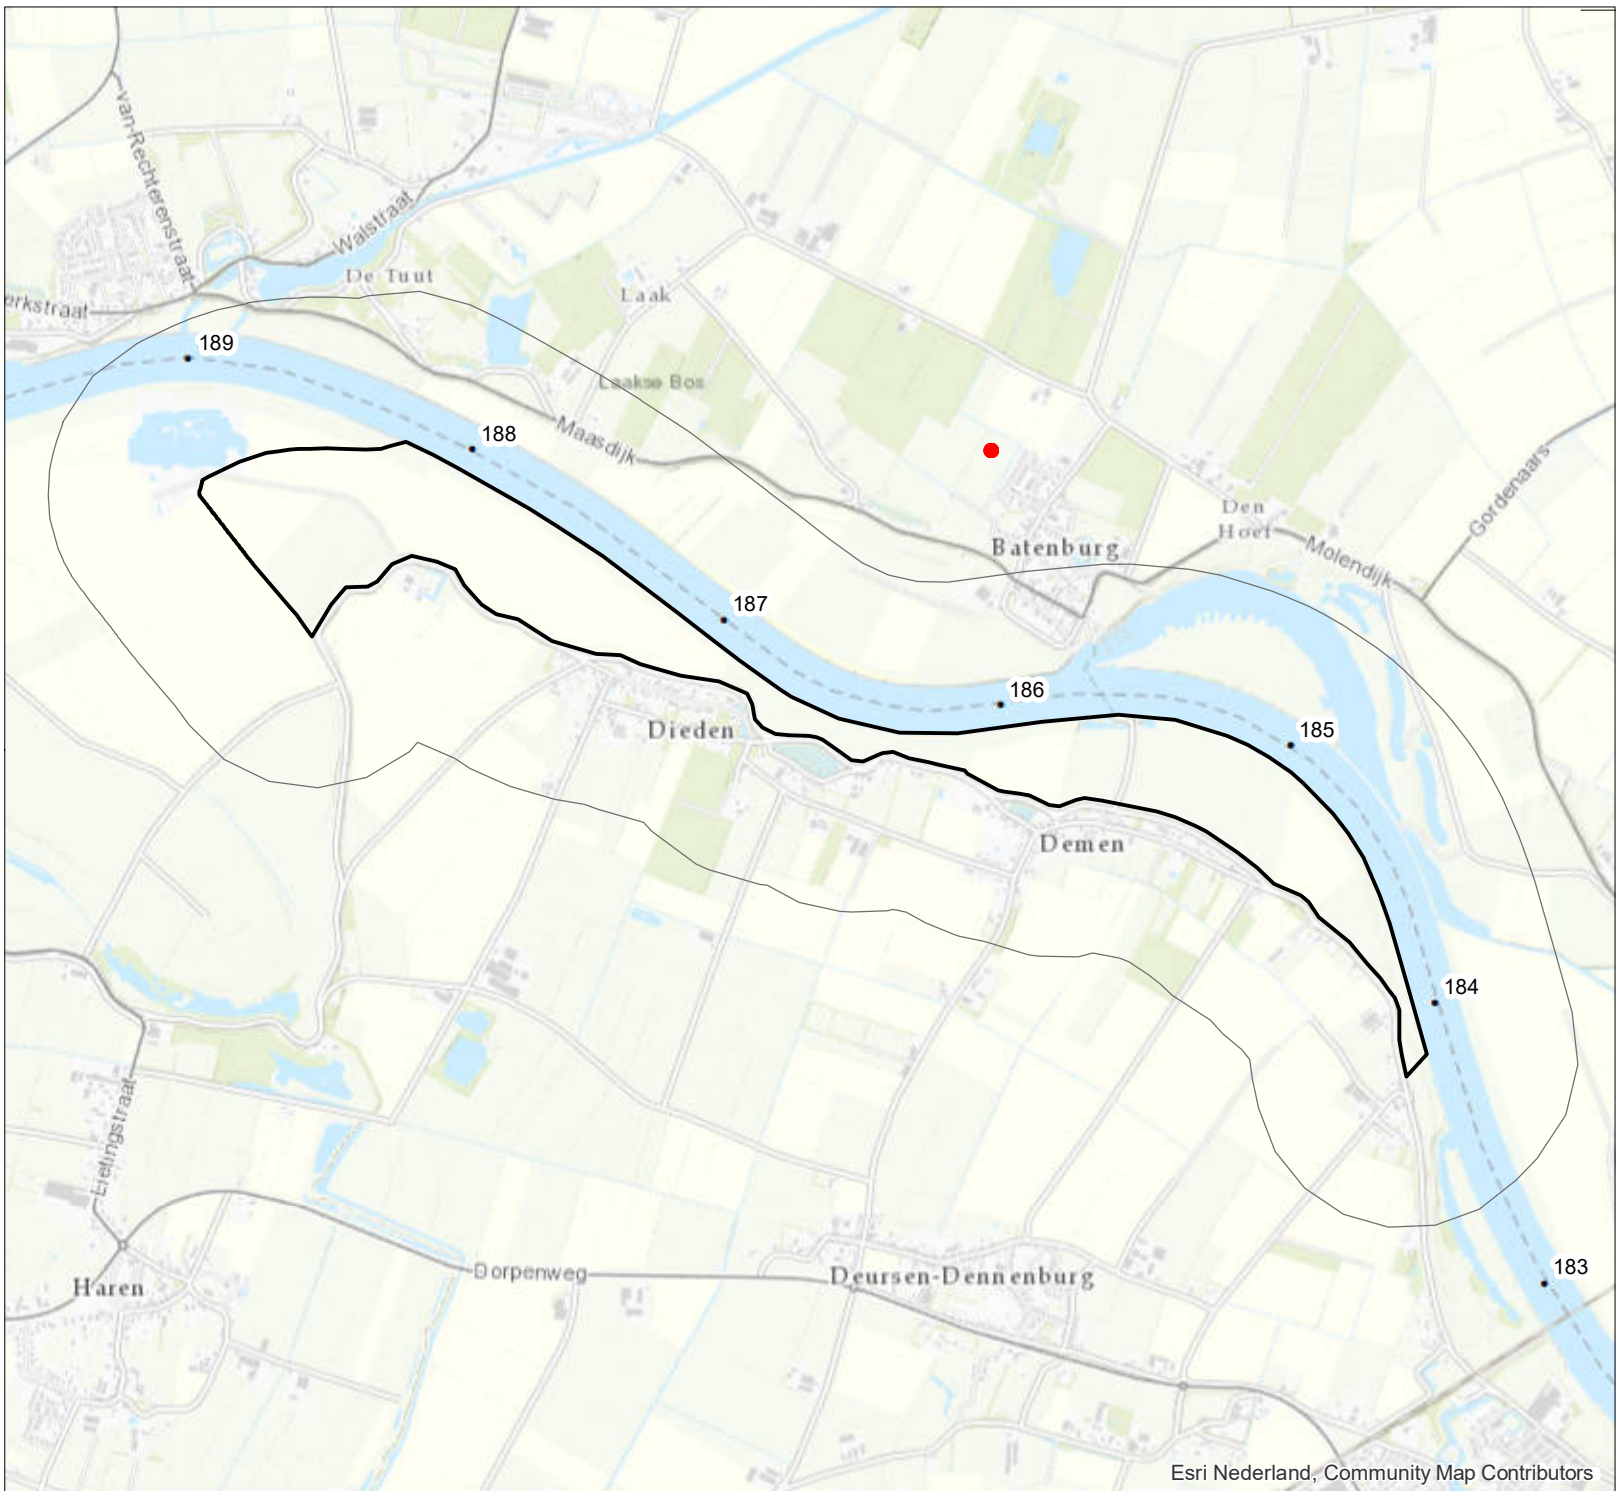 van-Rechterenstraat
Walstraat
De Tuut
Laak
erkstraat
189
Laakse Bos
188
Maasdijk
Gordenaars
Den
Hoef
Molendijk
Batenburg
187
186
185
Dieden
Demen
184
Lietingstraat
183
Haren
Dorpenweg
Deursen-Dennenburg
Esri Nederland, Community Map Contributors